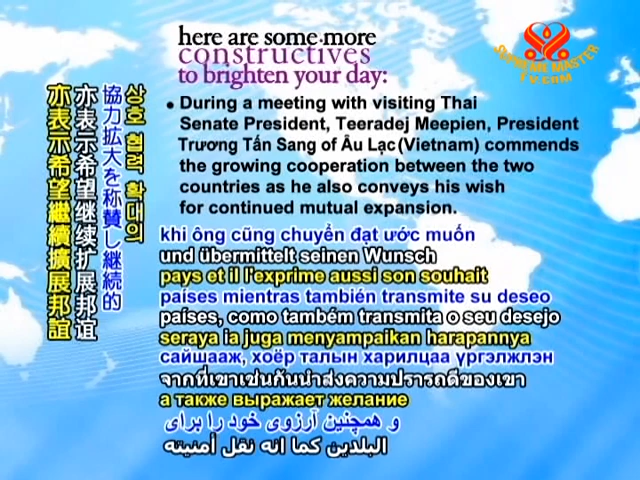 here are some more
constructives
to brighten your day:
SUPREME MASTER
TV.COM
• During a meeting with visiting Thai
Senate President, Teeradej Meepien, President
Trương Tấn Sang of Âu Lạc (Vietnam) commends
the growing cooperation between the two
countries as he also conveys his wish
for continued mutual expansion.
상호 협력 확대의
協力拡大を称賛し継続的
亦表示希望继续扩展邦谊
亦表示希望繼續擴展邦誼
khi ông cũng chuyển đạt ước muốn
und übermittelt seinen Wunsch
pays et il l'exprime aussi son souhait
países mientras también transmite su deseo
países, como também transmita o seu desejo
seraya ia juga menyampaikan harapannya
сайшааж, хоёр талын харилцаа үргэлжлэн
จากที่เขาเช่นกันนำส่งความปรารถดีของเขา
а также выражает желание
و همچنین آرزوی خود را برای
البلدين كما انه نقل أمنيته